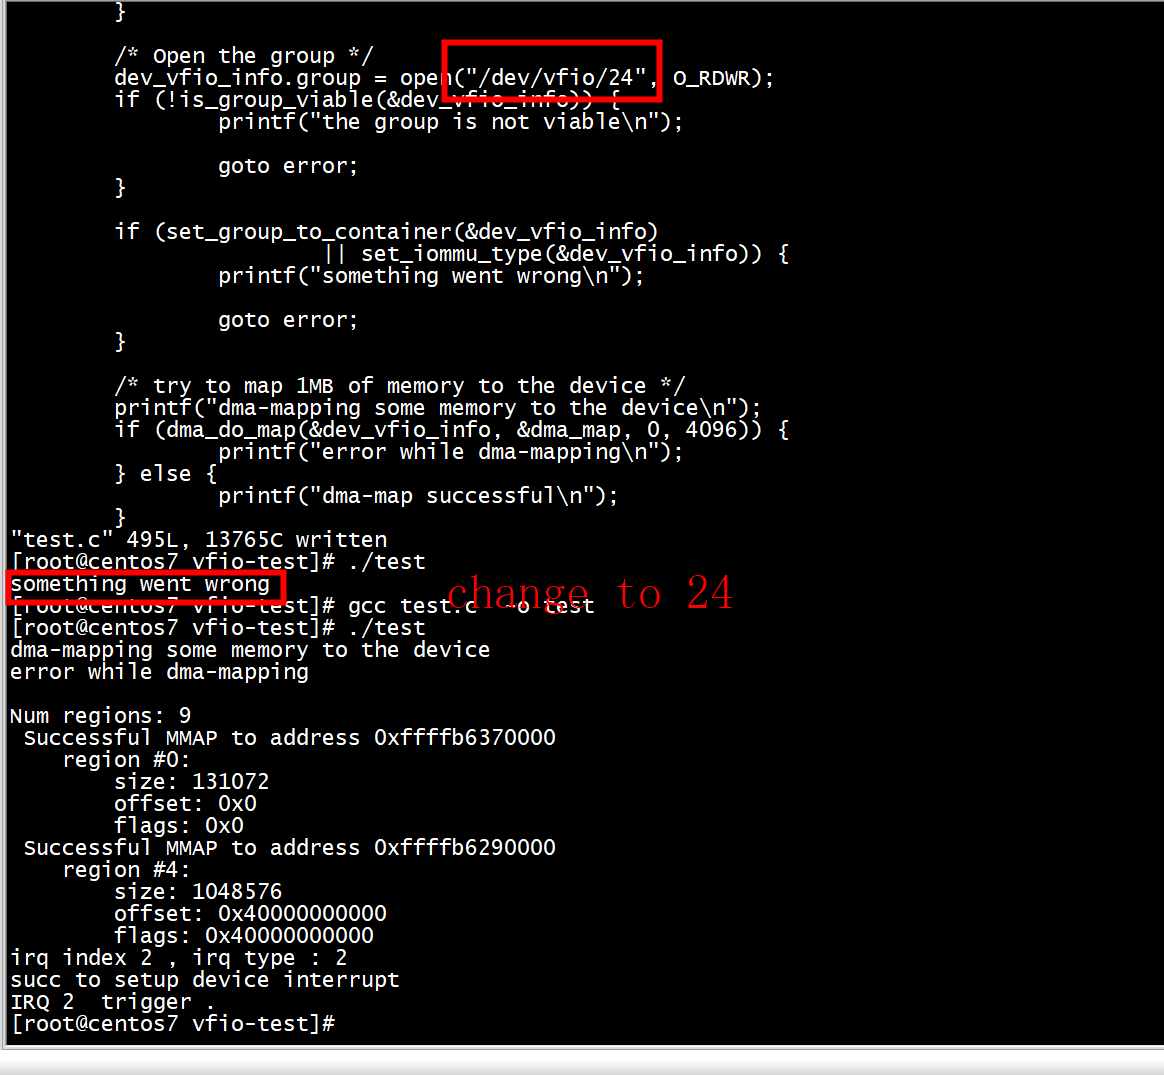 }
/* Open the group */
dev_vfio_info.group = open("/dev/vfio/24", O_RDWR);
if (!is_group_viable(&dev_vfio_info)) {
printf("the group is not viable\n");
goto error;
}
if (set_group_to_container(&dev_vfio_info)
|| set_iommu_type(&dev_vfio_info)) {
printf("something went wrong\n");
goto error;
}
/* try to map 1MB of memory to the device */
printf("dma-mapping some memory to the device\n");
if (dma_do_map(&dev_vfio_info, &dma_map, 0, 4096)) {
printf("error while dma-mapping\n");
} else {
printf("dma-map successful\n");
}
"test.c" 495L, 13765C written
[root@centos7 vfio-test]# ./test
something went wrong
change to 24
[root@centos7 vfio-test]# gcc test.c -o test
[root@centos7 vfio-test]# ./test
dma-mapping some memory to the device
error while dma-mapping
Num regions: 9
Successful MMAP to address 0xffffb6370000
region #0:
size: 131072
offset: 0x0
flags: 0x0
Successful MMAP to address 0xffffb6290000
region #4:
size: 1048576
offset: 0x40000000000
flags: 0x40000000000
irq index 2 , irq type : 2
succ to setup device interrupt
IRQ 2  trigger .
[root@centos7 vfio-test]#